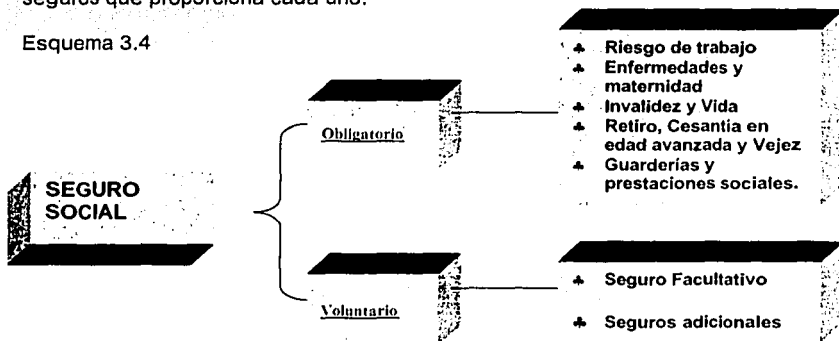 seguros que proporciona cada uno.
Esquema 3.4
SEGURO
SOCIAL
Obligatorio
♣ Riesgo de trabajo
♣ Enfermedades y
maternidad
♣ Invalidez y Vida
♣ Retiro, Cesantía en
edad avanzada y Vejez
♣ Guarderías y
prestaciones sociales.
Voluntario
♣ Seguro Facultativo
♣ Seguros adicionales